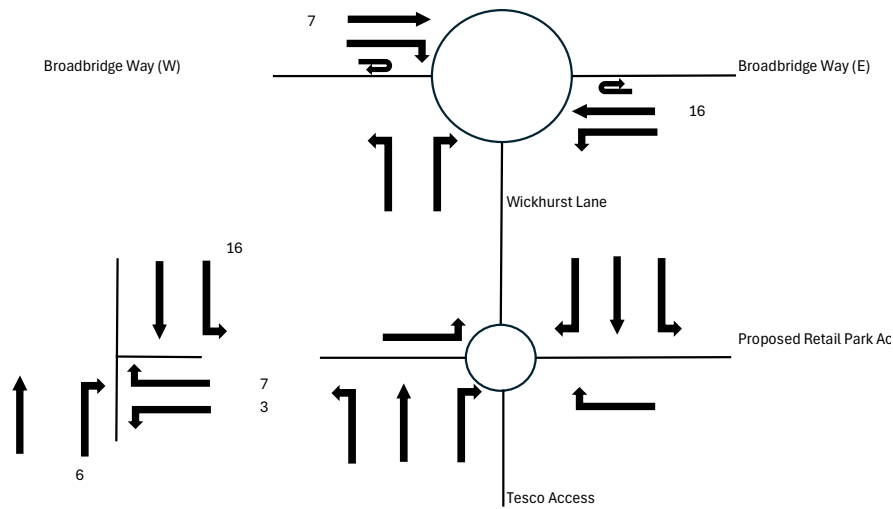 7
Broadbridge Way (W)
Broadbridge Way (E)
16
Wickhurst Lane
16
Proposed Retail Park Ac
7
3
6
Tesco Access